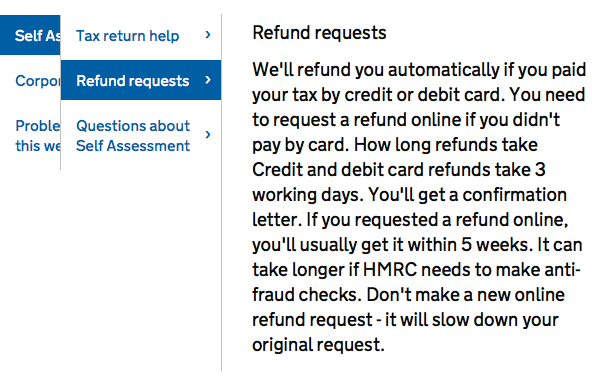 Self As
Corpor
Proble
this we
Tax return help
Refund requests
Questions about
Self Assessment
Refund requests
We'll refund you automatically if you paid
your tax by credit or debit card. You need
to request a refund online if you didn't
pay by card. How long refunds take
Credit and debit card refunds take 3
working days. You'll get a confirmation
letter. If you requested a refund online,
you'll usually get it within 5 weeks. It can
take longer if HMRC needs to make anti-
fraud checks. Don't make a new online
refund request - it will slow down your
original request.